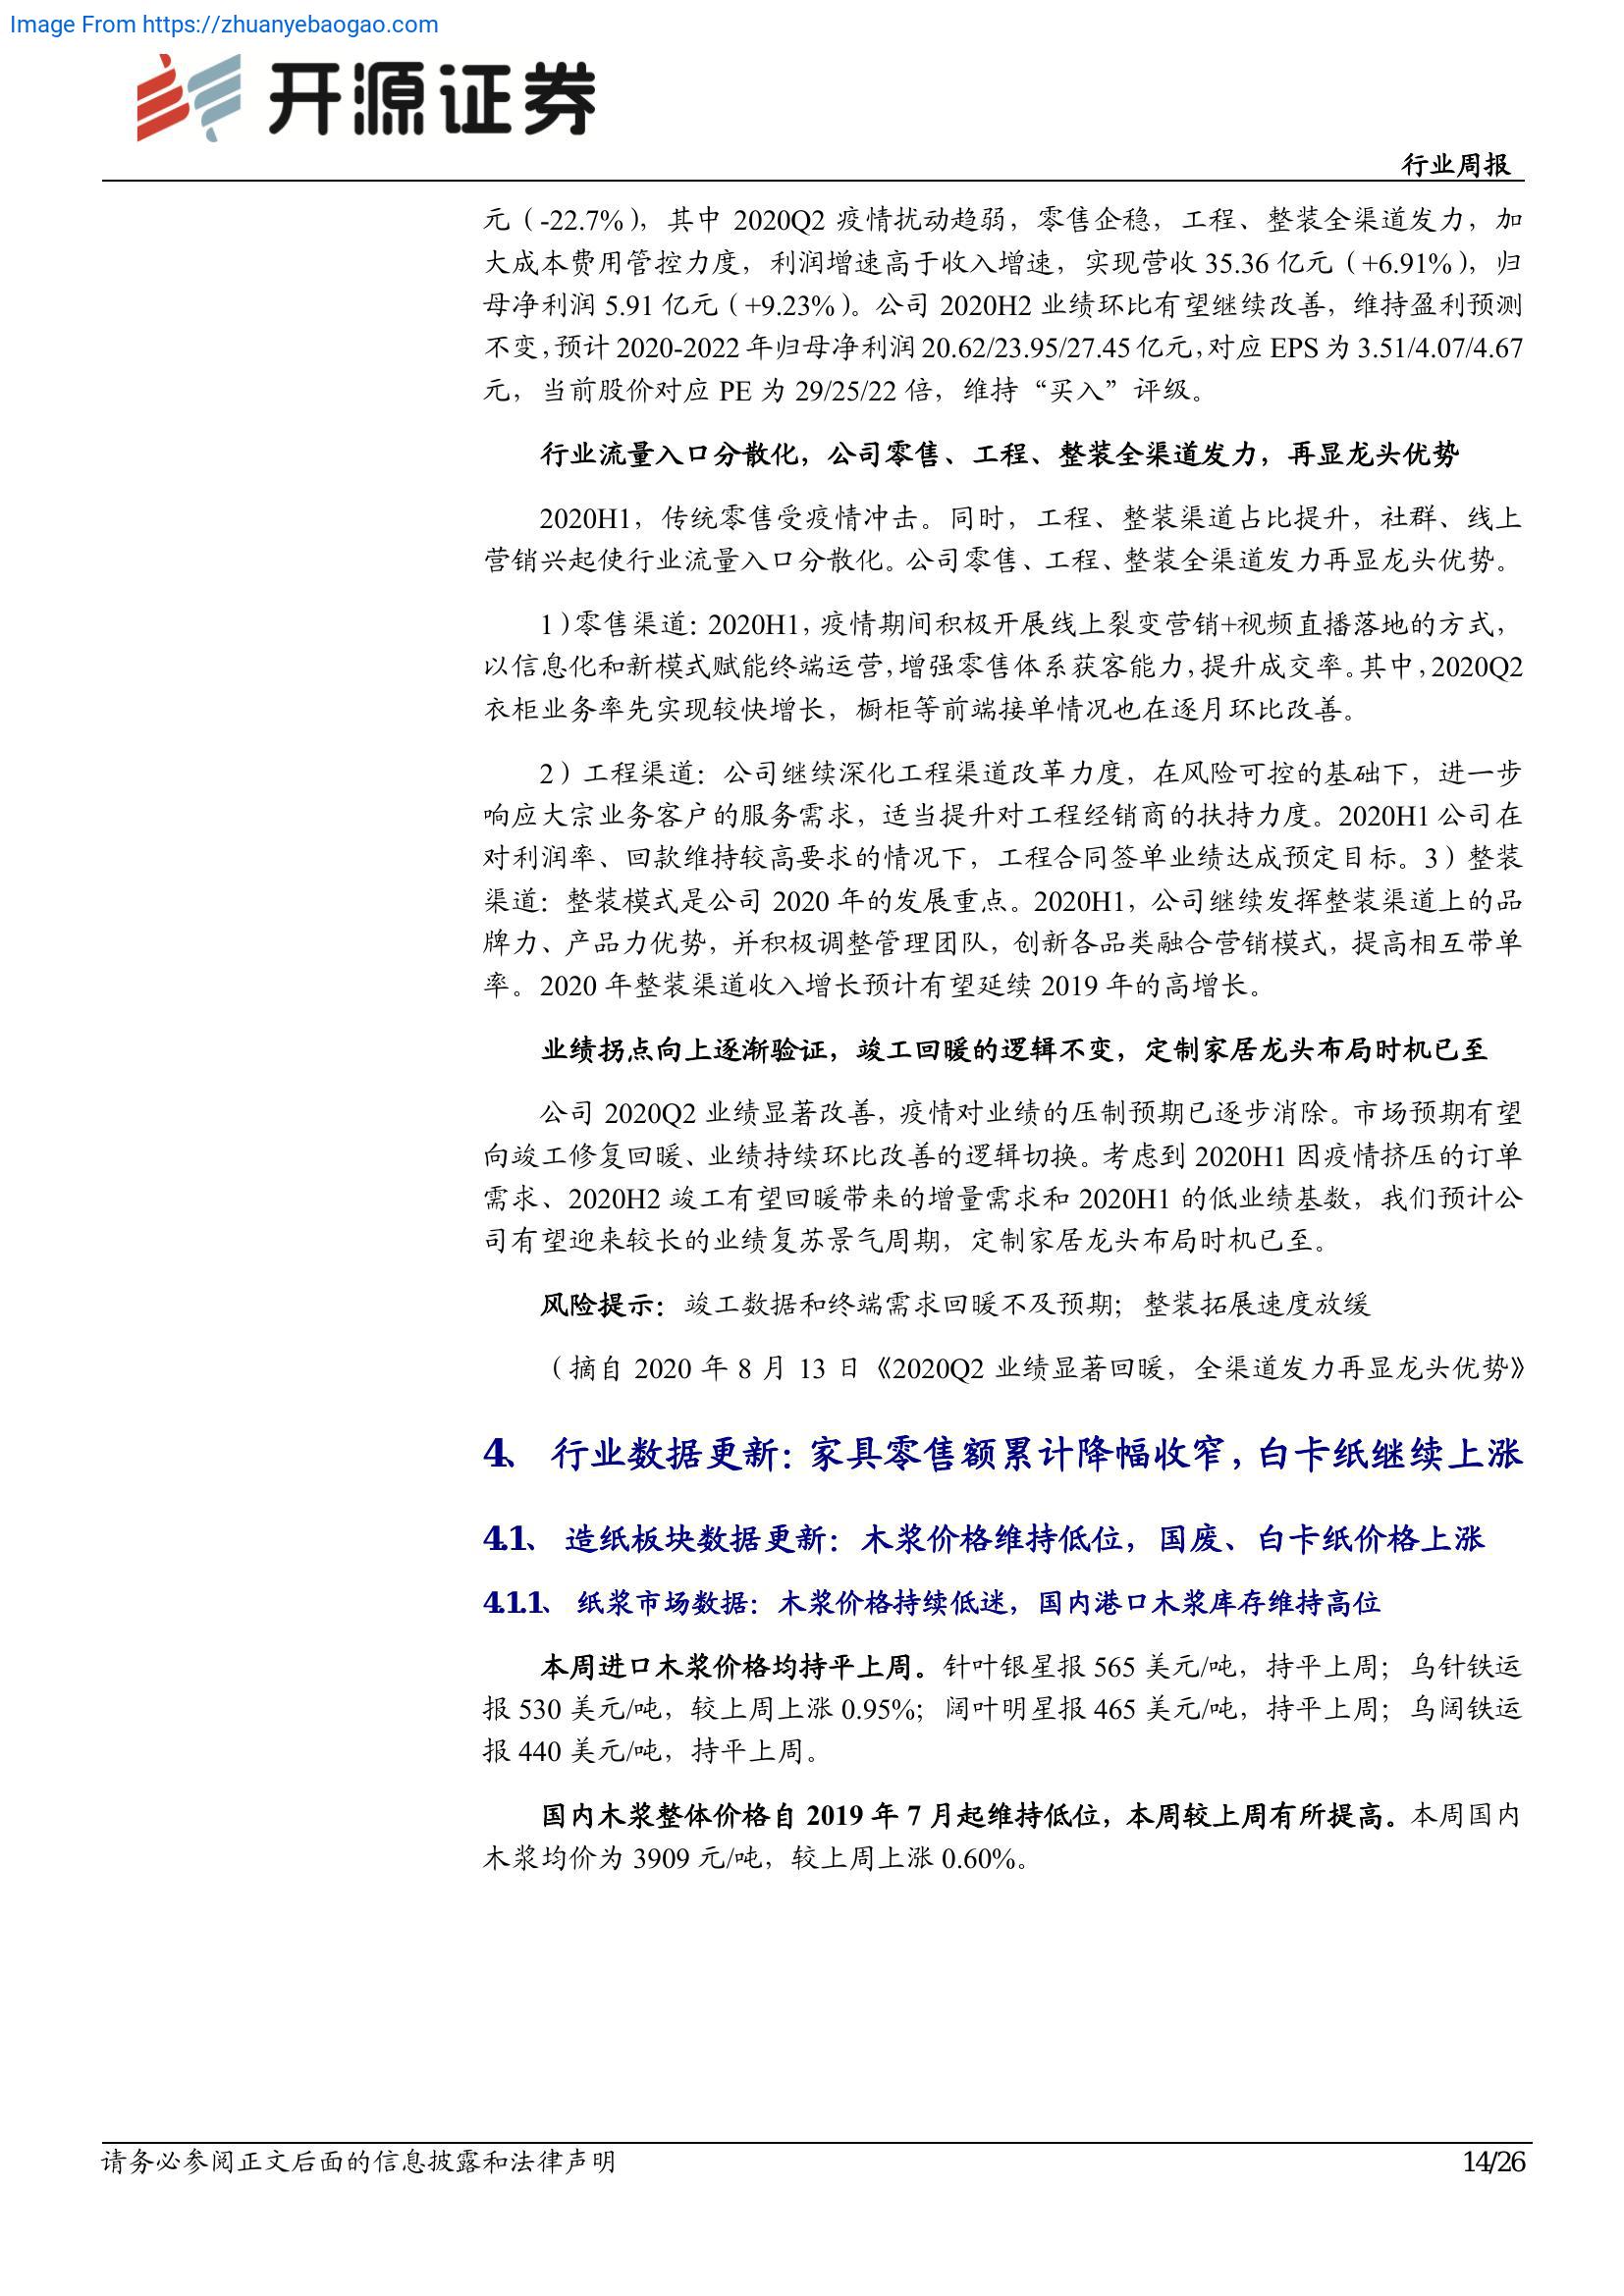 Image From https://zhuanyebaogao.com
开源证券
行业周报
元（-22.7%），其中 2020Q2 疫情扰动趋弱，零售企稳，工程、整装全渠道发力，加
大成本费用管控力度，利润增速高于收入增速，实现营收 35.36 亿元（+6.91%），归
母净利润 5.91 亿元（+9.23%）。公司 2020H2 业绩环比有望继续改善，维持盈利预测
不变，预计 2020-2022 年归母净利润 20.62/23.95/27.45 亿元，对应 EPS 为 3.51/4.07/4.67
元，当前股价对应 PE 为 29/25/22 倍，维持“买入”评级。
行业流量入口分散化，公司零售、工程、整装全渠道发力，再显龙头优势
2020H1，传统零售受疫情冲击。同时，工程、整装渠道占比提升，社群、线上
营销兴起使行业流量入口分散化。公司零售、工程、整装全渠道发力再显龙头优势。
1）零售渠道：2020H1，疫情期间积极开展线上裂变营销+视频直播落地的方式，
以信息化和新模式赋能终端运营，增强零售体系获客能力，提升成交率。其中，2020Q2
衣柜业务率先实现较快增长，橱柜等前端接单情况也在逐月环比改善。
2）工程渠道：公司继续深化工程渠道改革力度，在风险可控的基础下，进一步
响应大宗业务客户的服务需求，适当提升对工程经销商的扶持力度。2020H1 公司在
对利润率、回款维持较高要求的情况下，工程合同签单业绩达成预定目标。3）整装
渠道：整装模式是公司 2020 年的发展重点。2020H1，公司继续发挥整装渠道上的品
牌力、产品力优势，并积极调整管理团队，创新各品类融合营销模式，提高相互带单
率。2020 年整装渠道收入增长预计有望延续 2019 年的高增长。
业绩拐点向上逐渐验证，竣工回暖的逻辑不变，定制家居龙头布局时机已至
公司 2020Q2 业绩显著改善，疫情对业绩的压制预期已逐步消除。市场预期有望
向竣工修复回暖、业绩持续环比改善的逻辑切换。考虑到 2020H1 因疫情挤压的订单
需求、2020H2 竣工有望回暖带来的增量需求和 2020H1 的低业绩基数，我们预计公
司有望迎来较长的业绩复苏景气周期，定制家居龙头布局时机已至。
风险提示：竣工数据和终端需求回暖不及预期；整装拓展速度放缓
（摘自 2020 年 8 月 13 日《2020Q2 业绩显著回暖，全渠道发力再显龙头优势》
4、 行业数据更新：家具零售额累计降幅收窄，白卡纸继续上涨
4.1、 造纸板块数据更新：木浆价格维持低位，国废、白卡纸价格上涨
4.1.1、 纸浆市场数据：木浆价格持续低迷，国内港口木浆库存维持高位
本周进口木浆价格均持平上周。针叶银星报 565 美元/吨，持平上周；乌针铁运
报 530 美元/吨，较上周上涨 0.95%；阔叶明星报 465 美元/吨，持平上周；乌阔铁运
报 440 美元/吨，持平上周。
国内木浆整体价格自 2019 年 7 月起维持低位，本周较上周有所提高。本周国内
木浆均价为 3909 元/吨，较上周上涨 0.60%。
请务必参阅正文后面的信息披露和法律声明
14/26